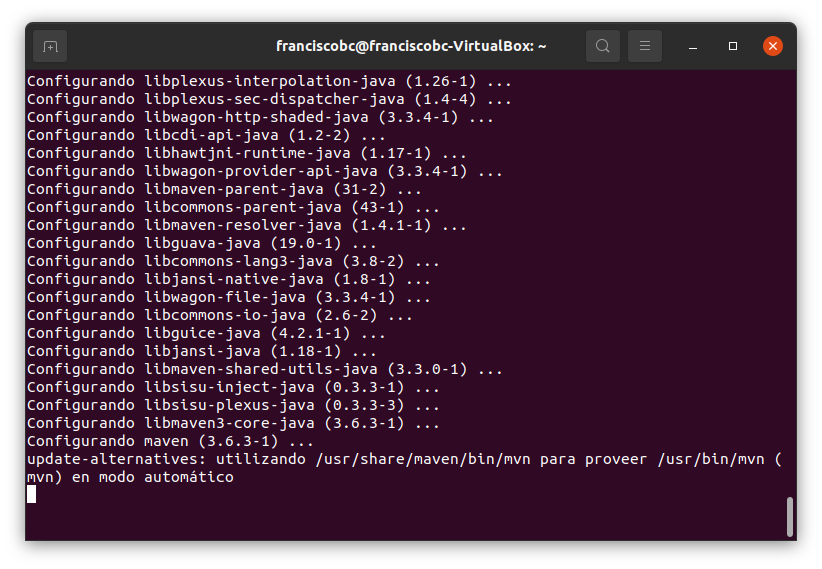 franciscobc@franciscobc-VirtualBox: ~
Configurando libplexus-interpolation-java (1.26-1) ...
Configurando libplexus-sec-dispatcher-java (1.4-4) ...
Configurando libwagon-http-shaded-java (3.3.4-1) ...
Configurando libcdi-api-java (1.2-2) ...
Configurando libhawtjni-runtime-java (1.17-1) ...
Configurando libwagon-provider-api-java (3.3.4-1) ...
Configurando libmaven-parent-java (31-2) ...
Configurando libcommons-parent-java (43-1) ...
Configurando libmaven-resolver-java (1.4.1-1) ...
Configurando libguava-java (19.0-1) ...
Configurando libcommons-lang3-java (3.8-2) ...
Configurando libjansi-native-java (1.8-1) ...
Configurando libwagon-file-java (3.3.4-1) ...
Configurando libcommons-io-java (2.6-2) ...
Configurando libguice-java (4.2.1-1) ...
Configurando libjansi-java (1.18-1) ...
Configurando libmaven-shared-utils-java (3.3.0-1) ...
Configurando libsisu-inject-java (0.3.3-1) ...
Configurando libsisu-plexus-java (0.3.3-3) ...
Configurando libmaven3-core-java (3.6.3-1) ...
Configurando maven (3.6.3-1) ...
update-alternatives: utilizando /usr/share/maven/bin/mvn para proveer /usr/bin/mvn (
mvn) en modo automático